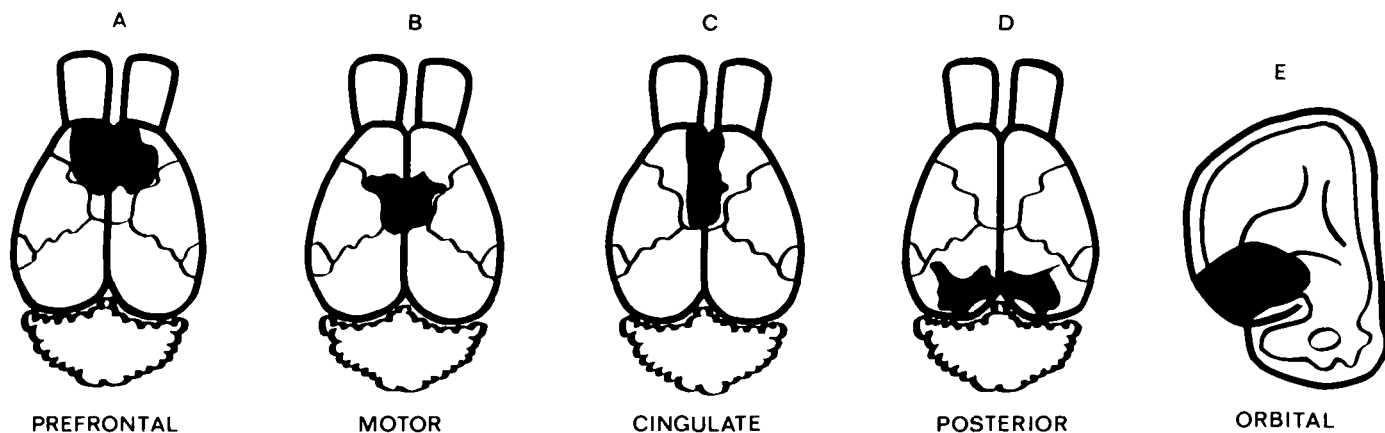 A B C D E
PREFRONTAL MOTOR CINGULATE POSTERIOR ORBITAL